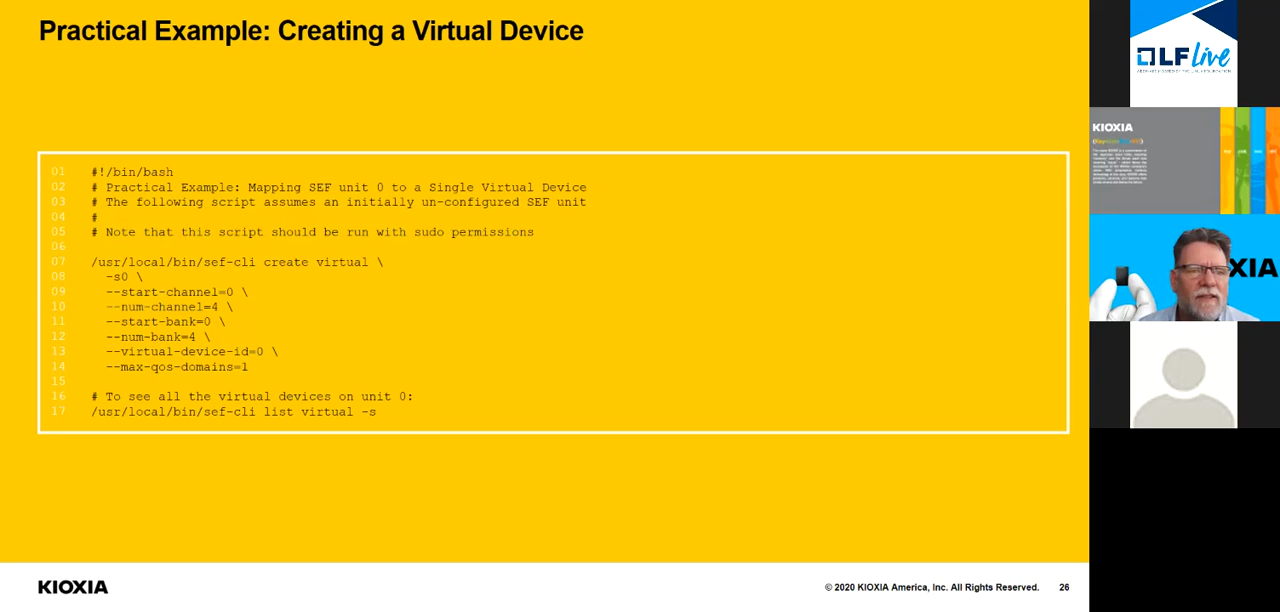 Practical Example: Creating a Virtual Device
01 #!/bin/bash
02 # Practical Example: Mapping SEF unit 0 to a Single Virtual Device
03 # The following script assumes an initially un-configured SEF unit
04 #
05 # Note that this script should be run with sudo permissions
06
07 /usr/local/bin/sef-cli create virtual \
08 -s0 \
09 --start-channel=0 \
10 --num-channel=4 \
11 --start-bank=0 \
12 --num-bank=4 \
13 --virtual-device-id=0 \
14 --max-qos-domains=1
15
16 # To see all the virtual devices on unit 0:
17 /usr/local/bin/sef-cli list virtual -s
KIOXIA
© 2020 KIOXIA America, Inc. All Rights Reserved. 26
LF Live
KIOXIA
XIA